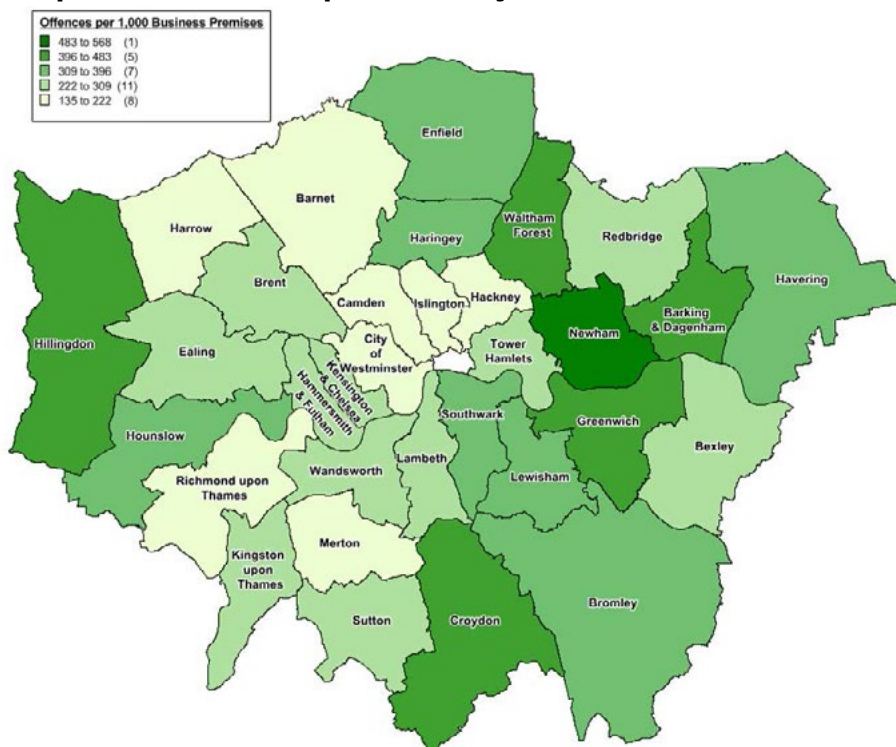 Offences per 1,000 Business Premises
483 to 568 (1)
396 to 483 (5)
309 to 396 (7)
222 to 309 (11)
135 to 222 (8)
Enfield
Barnet
Harrow
Haringey
Waltham
Forest
Redbridge
Havering
Brent
Camden
Islington
Hackney
Barking
& Dagenham
Hillingdon
Ealing
City
of
Westminster
Tower
Hamlets
Newham
Kensington
& Chelsea
Hammersmith
& Fulham
Hounslow
Southwark
Greenwich
Bexley
Richmond upon
Thames
Wandsworth
Lambeth
Lewisham
Merton
Kingston
upon
Thames
Sutton
Croydon
Bromley